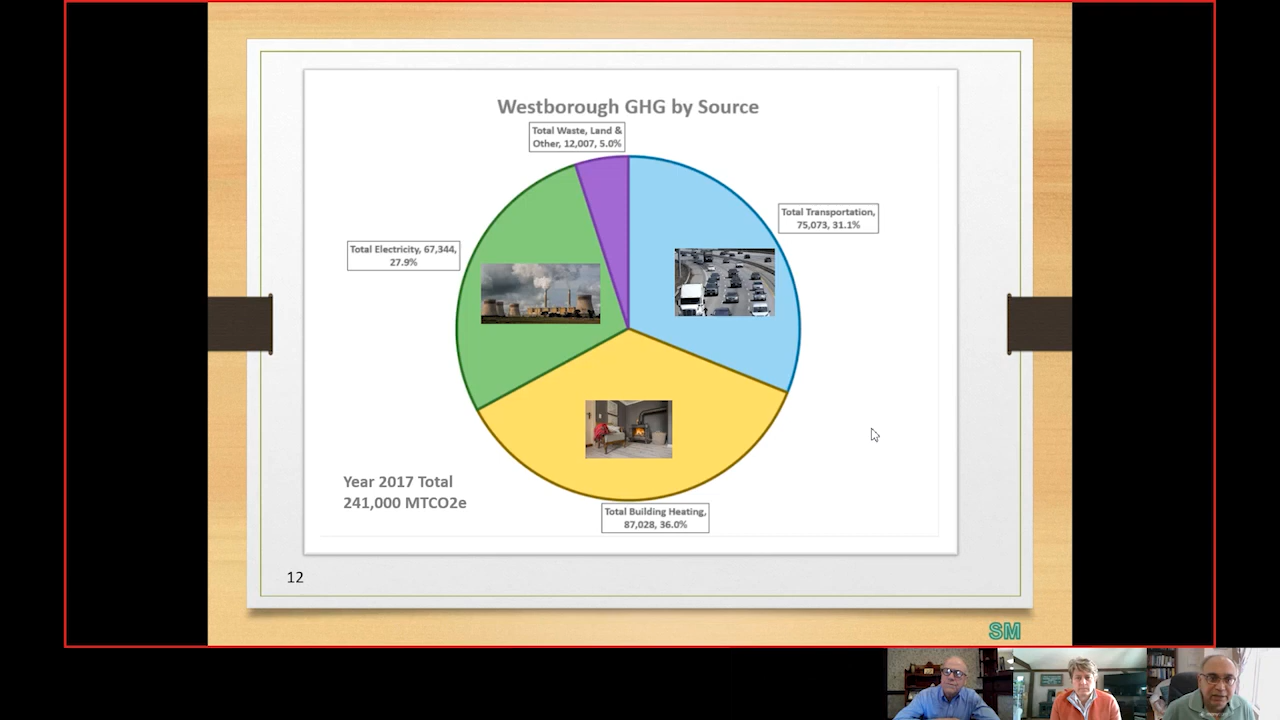 Westborough GHG by Source
Total Waste, Land &
Other, 12,007, 5.0%
Total Transportation,
75,073, 31.1%
Total Electricity, 67,344,
27.9%
Year 2017 Total
241,000 MTCO2e
Total Building Heating,
87,028, 36.0%
12
SM